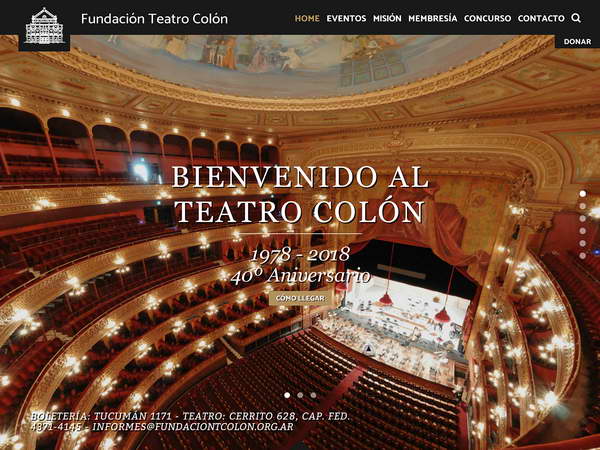 Fundación Teatro Colón
HOME EVENTOS MISIÓN MEMBRESÍA CONCURSO CONTACTO
DONAR
BIENVENIDO AL
TEATRO COLÓN
1978 - 2018
40º Aniversario
CÓMO LLEGAR
BOLETERÍA: TUCUMÁN 1171 - TEATRO: CERRITO 628, CAP. FED.
4371-4145 - INFORMES@FUNDACIONTCOLON.ORG.AR